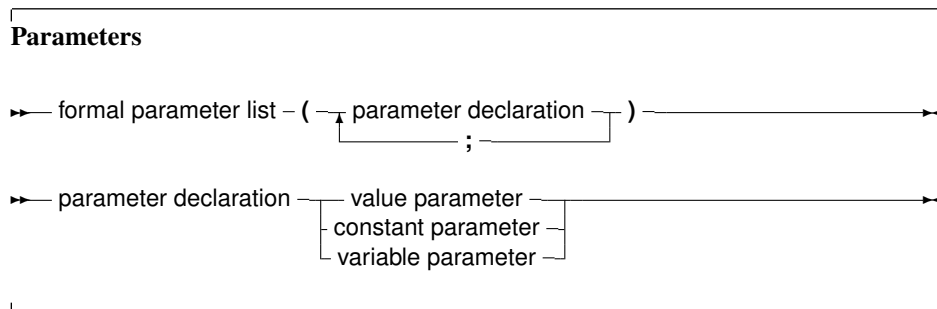 Parameters
formal parameter list ( parameter declaration )
;
parameter declaration value parameter
constant parameter
variable parameter